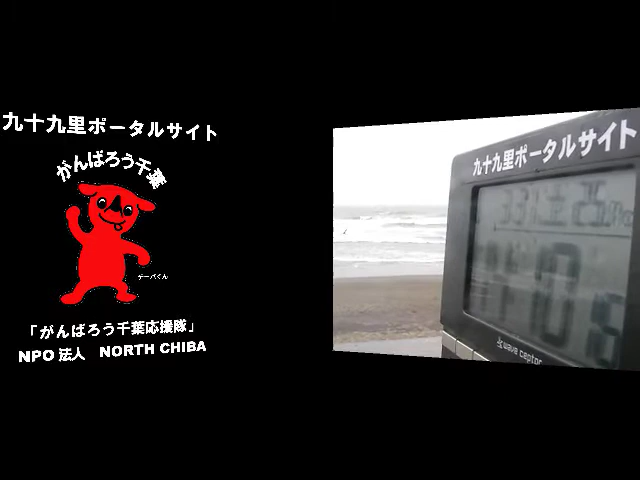 九十九里ポータルサイト
がんばろう千葉
チーバくん
「がんばろう千葉応援隊」
NPO 法人 NORTH CHIBA
九十九里ポータルサイト
wave ceptor